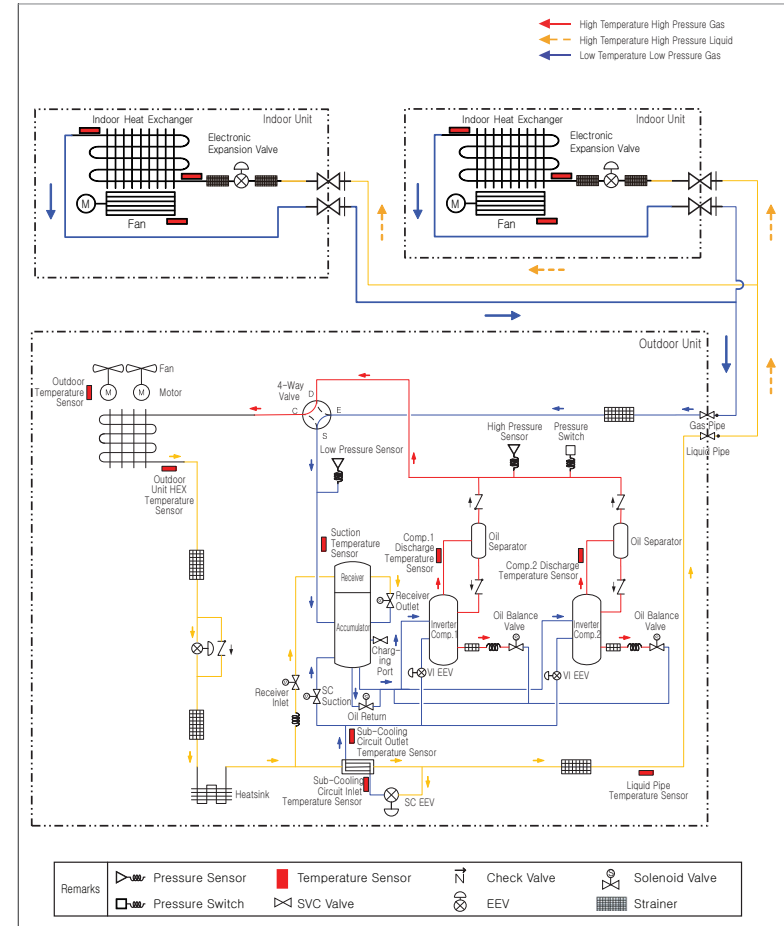 High Temperature High Pressure Gas
High Temperature High Pressure Liquid
Low Temperature Low Pressure Gas
Indoor Heat Exchanger
Indoor Unit
Electronic
Expansion Valve
M
Fan
Indoor Heat Exchanger
Indoor Unit
Electronic
Expansion Valve
M
Fan
Outdoor Unit
Fan
Outdoor
Temperature
Sensor
M
M
Motor
4-Way
Valve
D
C
E
S
Gas Pipe
Liquid Pipe
High Pressure
Sensor
Pressure
Switch
Low Pressure Sensor
Outdoor
Unit HEX
Temperature
Sensor
Suction
Temperature
Sensor
Comp.1
Discharge
Temperature
Sensor
Oil
Separator
Comp.2 Discharge
Temperature Sensor
Oil Separator
Receiver
Receiver
Outlet
S
Accumulator
Charg-
ing
Port
Inverter
Comp.1
Oil Balance
Valve
S
Inverter
Comp.2
Oil Balance
Valve
S
VI EEV
VI EEV
S
Receiver
Inlet
S
SC
Suction
S
Oil Return
Sub-Cooling
Circuit Outlet
Temperature Sensor
Heatsink
Sub-Cooling
Circuit Inlet
Temperature Sensor
SC EEV
Liquid Pipe
Temperature Sensor
Remarks
Pressure Sensor
Temperature Sensor
Check Valve
S
Solenoid Valve
Pressure Switch
SVC Valve
EEV
Strainer